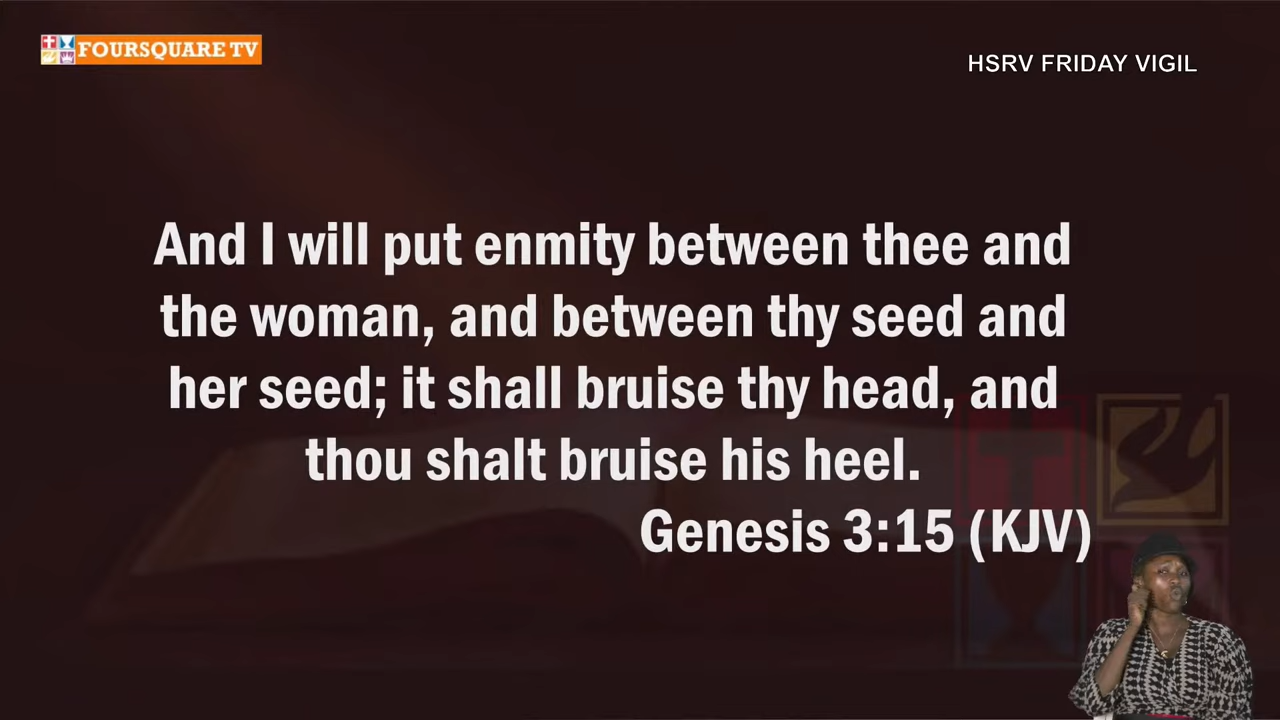 FOURSQUARE TV
HSRV FRIDAY VIGIL
And I will put enmity between thee and
the woman, and between thy seed and
her seed; it shall bruise thy head, and
thou shalt bruise his heel.
Genesis 3:15 (KJV)